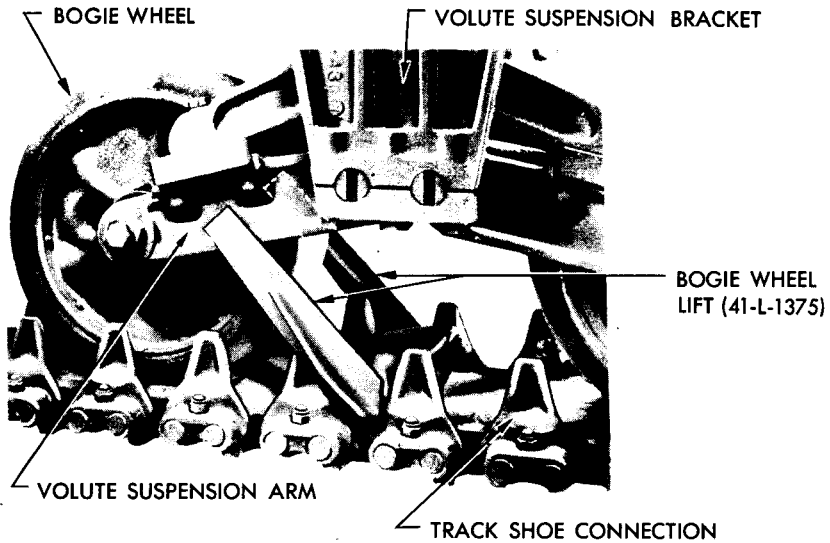 BOGIE WHEEL
VOLUTE SUSPENSION BRACKET
BOGIE WHEEL
LIFT (41-L-1375)
VOLUTE SUSPENSION ARM
TRACK SHOE CONNECTION